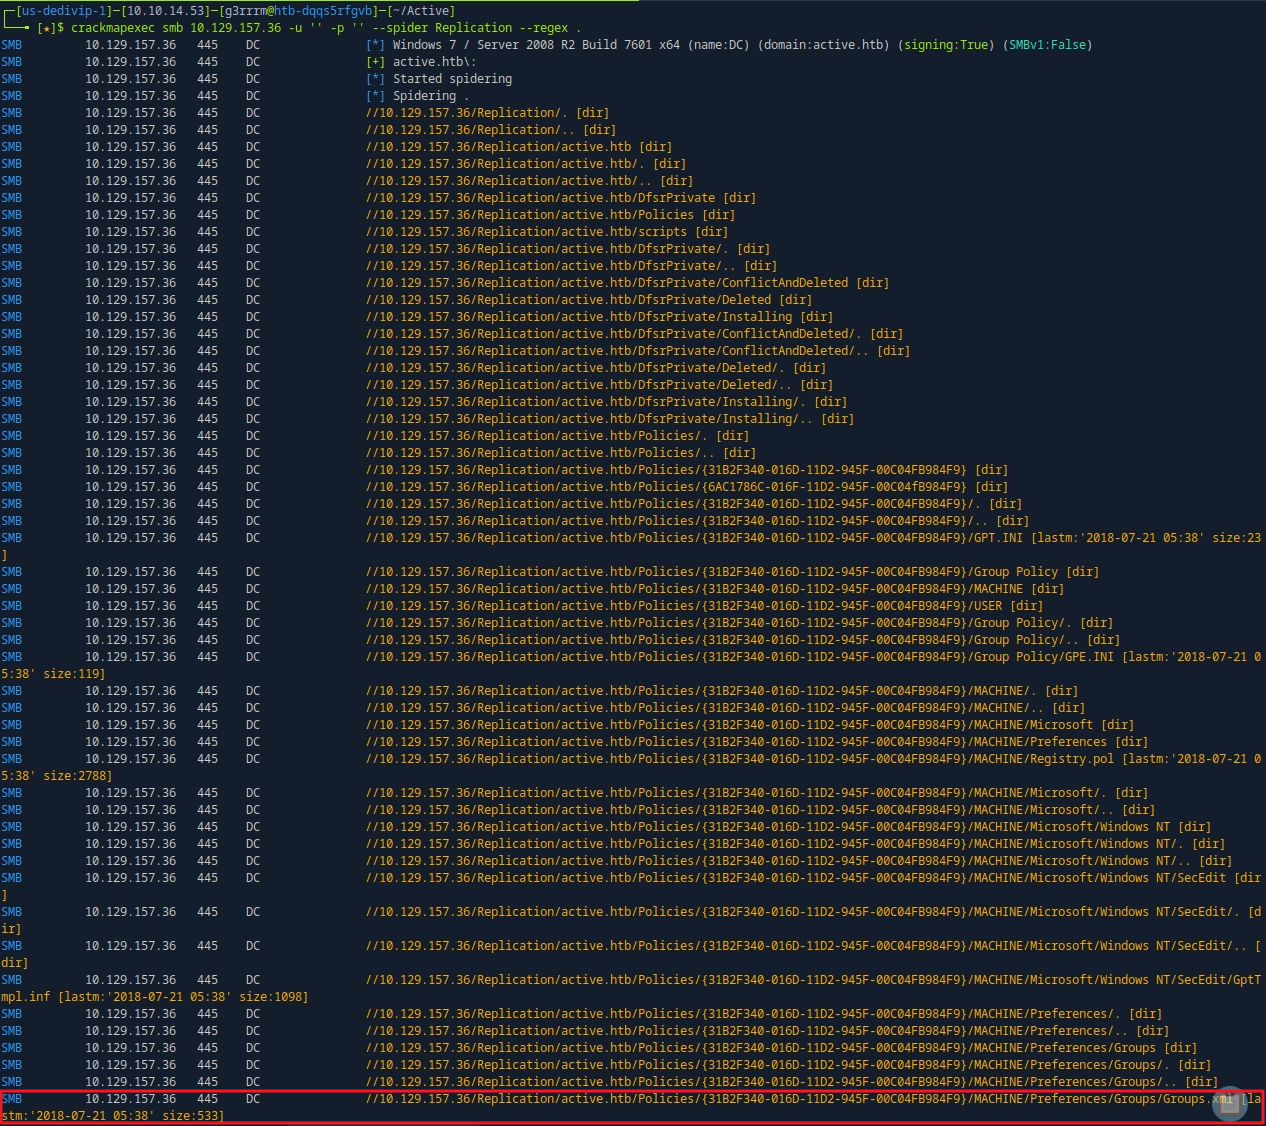 ┌─[us-dedivip-1]─[10.10.14.53]─[g3rrrm@htb-dqqs5rfgvb]─[~/Active]
└──╼ [★]$ crackmapexec smb 10.129.157.36 -u '' -p '' --spider Replication --regex .
SMB 10.129.157.36 445 DC [*] Windows 7 / Server 2008 R2 Build 7601 x64 (name:DC) (domain:active.htb) (signing:True) (SMBv1:False)
SMB 10.129.157.36 445 DC [+] active.htb\:
SMB 10.129.157.36 445 DC [*] Started spidering
SMB 10.129.157.36 445 DC [*] Spidering .
SMB 10.129.157.36 445 DC //10.129.157.36/Replication/. [dir]
SMB 10.129.157.36 445 DC //10.129.157.36/Replication/.. [dir]
SMB 10.129.157.36 445 DC //10.129.157.36/Replication/active.htb [dir]
SMB 10.129.157.36 445 DC //10.129.157.36/Replication/active.htb/. [dir]
SMB 10.129.157.36 445 DC //10.129.157.36/Replication/active.htb/.. [dir]
SMB 10.129.157.36 445 DC //10.129.157.36/Replication/active.htb/DfsrPrivate [dir]
SMB 10.129.157.36 445 DC //10.129.157.36/Replication/active.htb/Policies [dir]
SMB 10.129.157.36 445 DC //10.129.157.36/Replication/active.htb/scripts [dir]
SMB 10.129.157.36 445 DC //10.129.157.36/Replication/active.htb/DfsrPrivate/. [dir]
SMB 10.129.157.36 445 DC //10.129.157.36/Replication/active.htb/DfsrPrivate/.. [dir]
SMB 10.129.157.36 445 DC //10.129.157.36/Replication/active.htb/DfsrPrivate/ConflictAndDeleted [dir]
SMB 10.129.157.36 445 DC //10.129.157.36/Replication/active.htb/DfsrPrivate/Deleted [dir]
SMB 10.129.157.36 445 DC //10.129.157.36/Replication/active.htb/DfsrPrivate/Installing [dir]
SMB 10.129.157.36 445 DC //10.129.157.36/Replication/active.htb/DfsrPrivate/ConflictAndDeleted/. [dir]
SMB 10.129.157.36 445 DC //10.129.157.36/Replication/active.htb/DfsrPrivate/ConflictAndDeleted/.. [dir]
SMB 10.129.157.36 445 DC //10.129.157.36/Replication/active.htb/DfsrPrivate/Deleted/. [dir]
SMB 10.129.157.36 445 DC //10.129.157.36/Replication/active.htb/DfsrPrivate/Deleted/.. [dir]
SMB 10.129.157.36 445 DC //10.129.157.36/Replication/active.htb/DfsrPrivate/Installing/. [dir]
SMB 10.129.157.36 445 DC //10.129.157.36/Replication/active.htb/DfsrPrivate/Installing/.. [dir]
SMB 10.129.157.36 445 DC //10.129.157.36/Replication/active.htb/Policies/. [dir]
SMB 10.129.157.36 445 DC //10.129.157.36/Replication/active.htb/Policies/.. [dir]
SMB 10.129.157.36 445 DC //10.129.157.36/Replication/active.htb/Policies/{31B2F340-016D-11D2-945F-00C04FB984F9} [dir]
SMB 10.129.157.36 445 DC //10.129.157.36/Replication/active.htb/Policies/{6AC1786C-016F-11D2-945F-00C04fB984F9} [dir]
SMB 10.129.157.36 445 DC //10.129.157.36/Replication/active.htb/Policies/{31B2F340-016D-11D2-945F-00C04FB984F9}/. [dir]
SMB 10.129.157.36 445 DC //10.129.157.36/Replication/active.htb/Policies/{31B2F340-016D-11D2-945F-00C04FB984F9}/.. [dir]
SMB 10.129.157.36 445 DC //10.129.157.36/Replication/active.htb/Policies/{31B2F340-016D-11D2-945F-00C04FB984F9}/GPT.INI [lastm:'2018-07-21 05:38' size:23
]
SMB 10.129.157.36 445 DC //10.129.157.36/Replication/active.htb/Policies/{31B2F340-016D-11D2-945F-00C04FB984F9}/Group Policy [dir]
SMB 10.129.157.36 445 DC //10.129.157.36/Replication/active.htb/Policies/{31B2F340-016D-11D2-945F-00C04FB984F9}/MACHINE [dir]
SMB 10.129.157.36 445 DC //10.129.157.36/Replication/active.htb/Policies/{31B2F340-016D-11D2-945F-00C04FB984F9}/USER [dir]
SMB 10.129.157.36 445 DC //10.129.157.36/Replication/active.htb/Policies/{31B2F340-016D-11D2-945F-00C04FB984F9}/Group Policy/. [dir]
SMB 10.129.157.36 445 DC //10.129.157.36/Replication/active.htb/Policies/{31B2F340-016D-11D2-945F-00C04FB984F9}/Group Policy/.. [dir]
SMB 10.129.157.36 445 DC //10.129.157.36/Replication/active.htb/Policies/{31B2F340-016D-11D2-945F-00C04FB984F9}/Group Policy/GPE.INI [lastm:'2018-07-21 0
5:38' size:119]
SMB 10.129.157.36 445 DC //10.129.157.36/Replication/active.htb/Policies/{31B2F340-016D-11D2-945F-00C04FB984F9}/MACHINE/. [dir]
SMB 10.129.157.36 445 DC //10.129.157.36/Replication/active.htb/Policies/{31B2F340-016D-11D2-945F-00C04FB984F9}/MACHINE/.. [dir]
SMB 10.129.157.36 445 DC //10.129.157.36/Replication/active.htb/Policies/{31B2F340-016D-11D2-945F-00C04FB984F9}/MACHINE/Microsoft [dir]
SMB 10.129.157.36 445 DC //10.129.157.36/Replication/active.htb/Policies/{31B2F340-016D-11D2-945F-00C04FB984F9}/MACHINE/Preferences [dir]
SMB 10.129.157.36 445 DC //10.129.157.36/Replication/active.htb/Policies/{31B2F340-016D-11D2-945F-00C04FB984F9}/MACHINE/Registry.pol [lastm:'2018-07-21 0
5:38' size:2788]
SMB 10.129.157.36 445 DC //10.129.157.36/Replication/active.htb/Policies/{31B2F340-016D-11D2-945F-00C04FB984F9}/MACHINE/Microsoft/. [dir]
SMB 10.129.157.36 445 DC //10.129.157.36/Replication/active.htb/Policies/{31B2F340-016D-11D2-945F-00C04FB984F9}/MACHINE/Microsoft/.. [dir]
SMB 10.129.157.36 445 DC //10.129.157.36/Replication/active.htb/Policies/{31B2F340-016D-11D2-945F-00C04FB984F9}/MACHINE/Microsoft/Windows NT [dir]
SMB 10.129.157.36 445 DC //10.129.157.36/Replication/active.htb/Policies/{31B2F340-016D-11D2-945F-00C04FB984F9}/MACHINE/Microsoft/Windows NT/. [dir]
SMB 10.129.157.36 445 DC //10.129.157.36/Replication/active.htb/Policies/{31B2F340-016D-11D2-945F-00C04FB984F9}/MACHINE/Microsoft/Windows NT/.. [dir]
SMB 10.129.157.36 445 DC //10.129.157.36/Replication/active.htb/Policies/{31B2F340-016D-11D2-945F-00C04FB984F9}/MACHINE/Microsoft/Windows NT/SecEdit [dir
]
SMB 10.129.157.36 445 DC //10.129.157.36/Replication/active.htb/Policies/{31B2F340-016D-11D2-945F-00C04FB984F9}/MACHINE/Microsoft/Windows NT/SecEdit/. [d
ir]
SMB 10.129.157.36 445 DC //10.129.157.36/Replication/active.htb/Policies/{31B2F340-016D-11D2-945F-00C04FB984F9}/MACHINE/Microsoft/Windows NT/SecEdit/.. [
dir]
SMB 10.129.157.36 445 DC //10.129.157.36/Replication/active.htb/Policies/{31B2F340-016D-11D2-945F-00C04FB984F9}/MACHINE/Microsoft/Windows NT/SecEdit/GptT
mpl.inf [lastm:'2018-07-21 05:38' size:1098]
SMB 10.129.157.36 445 DC //10.129.157.36/Replication/active.htb/Policies/{31B2F340-016D-11D2-945F-00C04FB984F9}/MACHINE/Preferences/. [dir]
SMB 10.129.157.36 445 DC //10.129.157.36/Replication/active.htb/Policies/{31B2F340-016D-11D2-945F-00C04FB984F9}/MACHINE/Preferences/.. [dir]
SMB 10.129.157.36 445 DC //10.129.157.36/Replication/active.htb/Policies/{31B2F340-016D-11D2-945F-00C04FB984F9}/MACHINE/Preferences/Groups [dir]
SMB 10.129.157.36 445 DC //10.129.157.36/Replication/active.htb/Policies/{31B2F340-016D-11D2-945F-00C04FB984F9}/MACHINE/Preferences/Groups/. [dir]
SMB 10.129.157.36 445 DC //10.129.157.36/Replication/active.htb/Policies/{31B2F340-016D-11D2-945F-00C04FB984F9}/MACHINE/Preferences/Groups/.. [dir]
SMB 10.129.157.36 445 DC //10.129.157.36/Replication/active.htb/Policies/{31B2F340-016D-11D2-945F-00C04FB984F9}/MACHINE/Preferences/Groups/Groups.xml [la
stm:'2018-07-21 05:38' size:533]